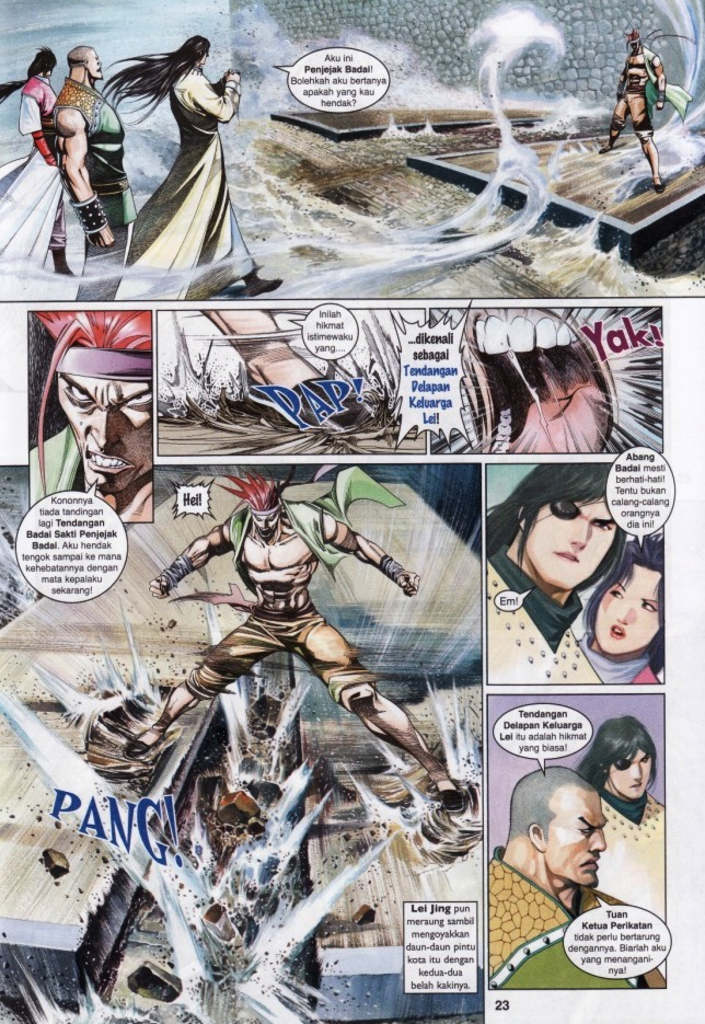 Aku ini
Penjejak Badai!
Bolehkah aku bertanya
apakah yang kau
hendak?
Inilah
hikmat
istimewaku
yang....
PAP!
...dikenali
sebagai
Tendangan
Delapan
Keluarga
Lei!
Yak!
Kononnya
tiada tandingan
lagi Tendangan
Badai Sakti Penjejak
Badai. Aku hendak
tengok sampai ke mana
kehebatannya dengan
mata kepalaku
sekarang!
Hei!
Abang
Badai mesti
berhati-hati!
Tentu bukan
calang-calang
orangnya
dia ini!
Em!
PANG!
Tendangan
Delapan Keluarga
Lei itu adalah hikmat
yang biasa!
Tuan
Ketua Perikatan
tidak perlu bertarung
dengannya. Biarlah aku
yang menangani-
nya!
Lei Jing pun
meraung sambil
mengoyakkan
daun-daun pintu
kota itu dengan
kedua-dua
belah kakinya.
23